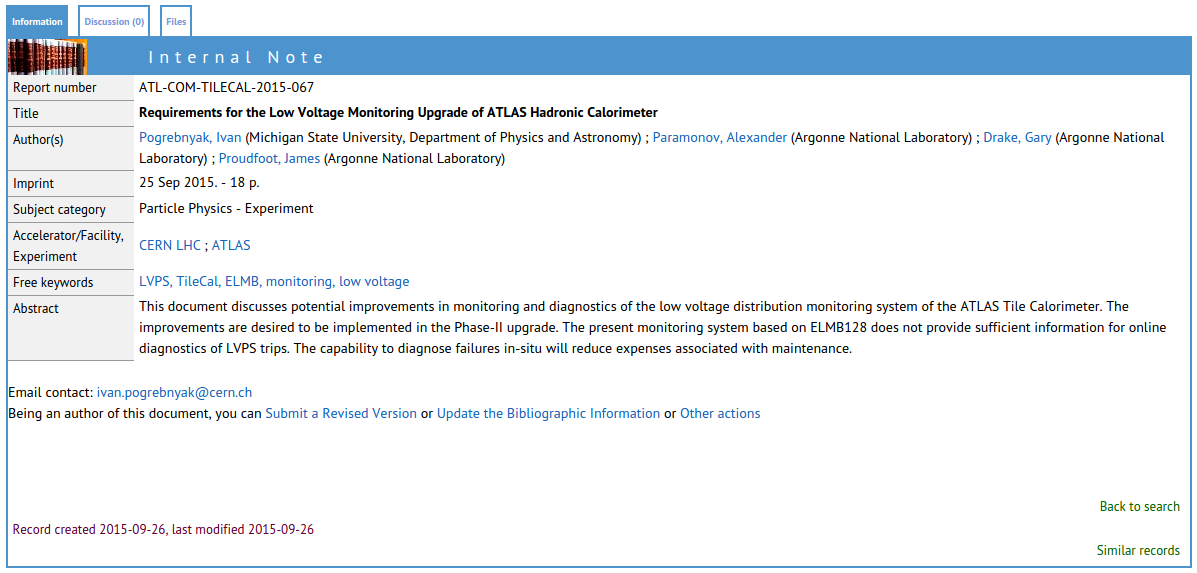 Information
Discussion (0)
Files
Internal Note
Report number
ATL-COM-TILECAL-2015-067
Title
Requirements for the Low Voltage Monitoring Upgrade of ATLAS Hadronic Calorimeter
Author(s)
Pogrebnyak, Ivan (Michigan State University, Department of Physics and Astronomy) ; Paramonov, Alexander (Argonne National Laboratory) ; Drake, Gary (Argonne National
Laboratory) ; Proudfoot, James (Argonne National Laboratory)
Imprint
25 Sep 2015. - 18 p.
Subject category
Particle Physics - Experiment
Accelerator/Facility,
Experiment
CERN LHC ; ATLAS
Free keywords
LVPS, TileCal, ELMB, monitoring, low voltage
Abstract
This document discusses potential improvements in monitoring and diagnostics of the low voltage distribution monitoring system of the ATLAS Tile Calorimeter. The
improvements are desired to be implemented in the Phase-II upgrade. The present monitoring system based on ELMB128 does not provide sufficient information for online
diagnostics of LVPS trips. The capability to diagnose failures in-situ will reduce expenses associated with maintenance.
Email contact: ivan.pogrebnyak@cern.ch
Being an author of this document, you can Submit a Revised Version or Update the Bibliographic Information or Other actions
Back to search
Record created 2015-09-26, last modified 2015-09-26
Similar records